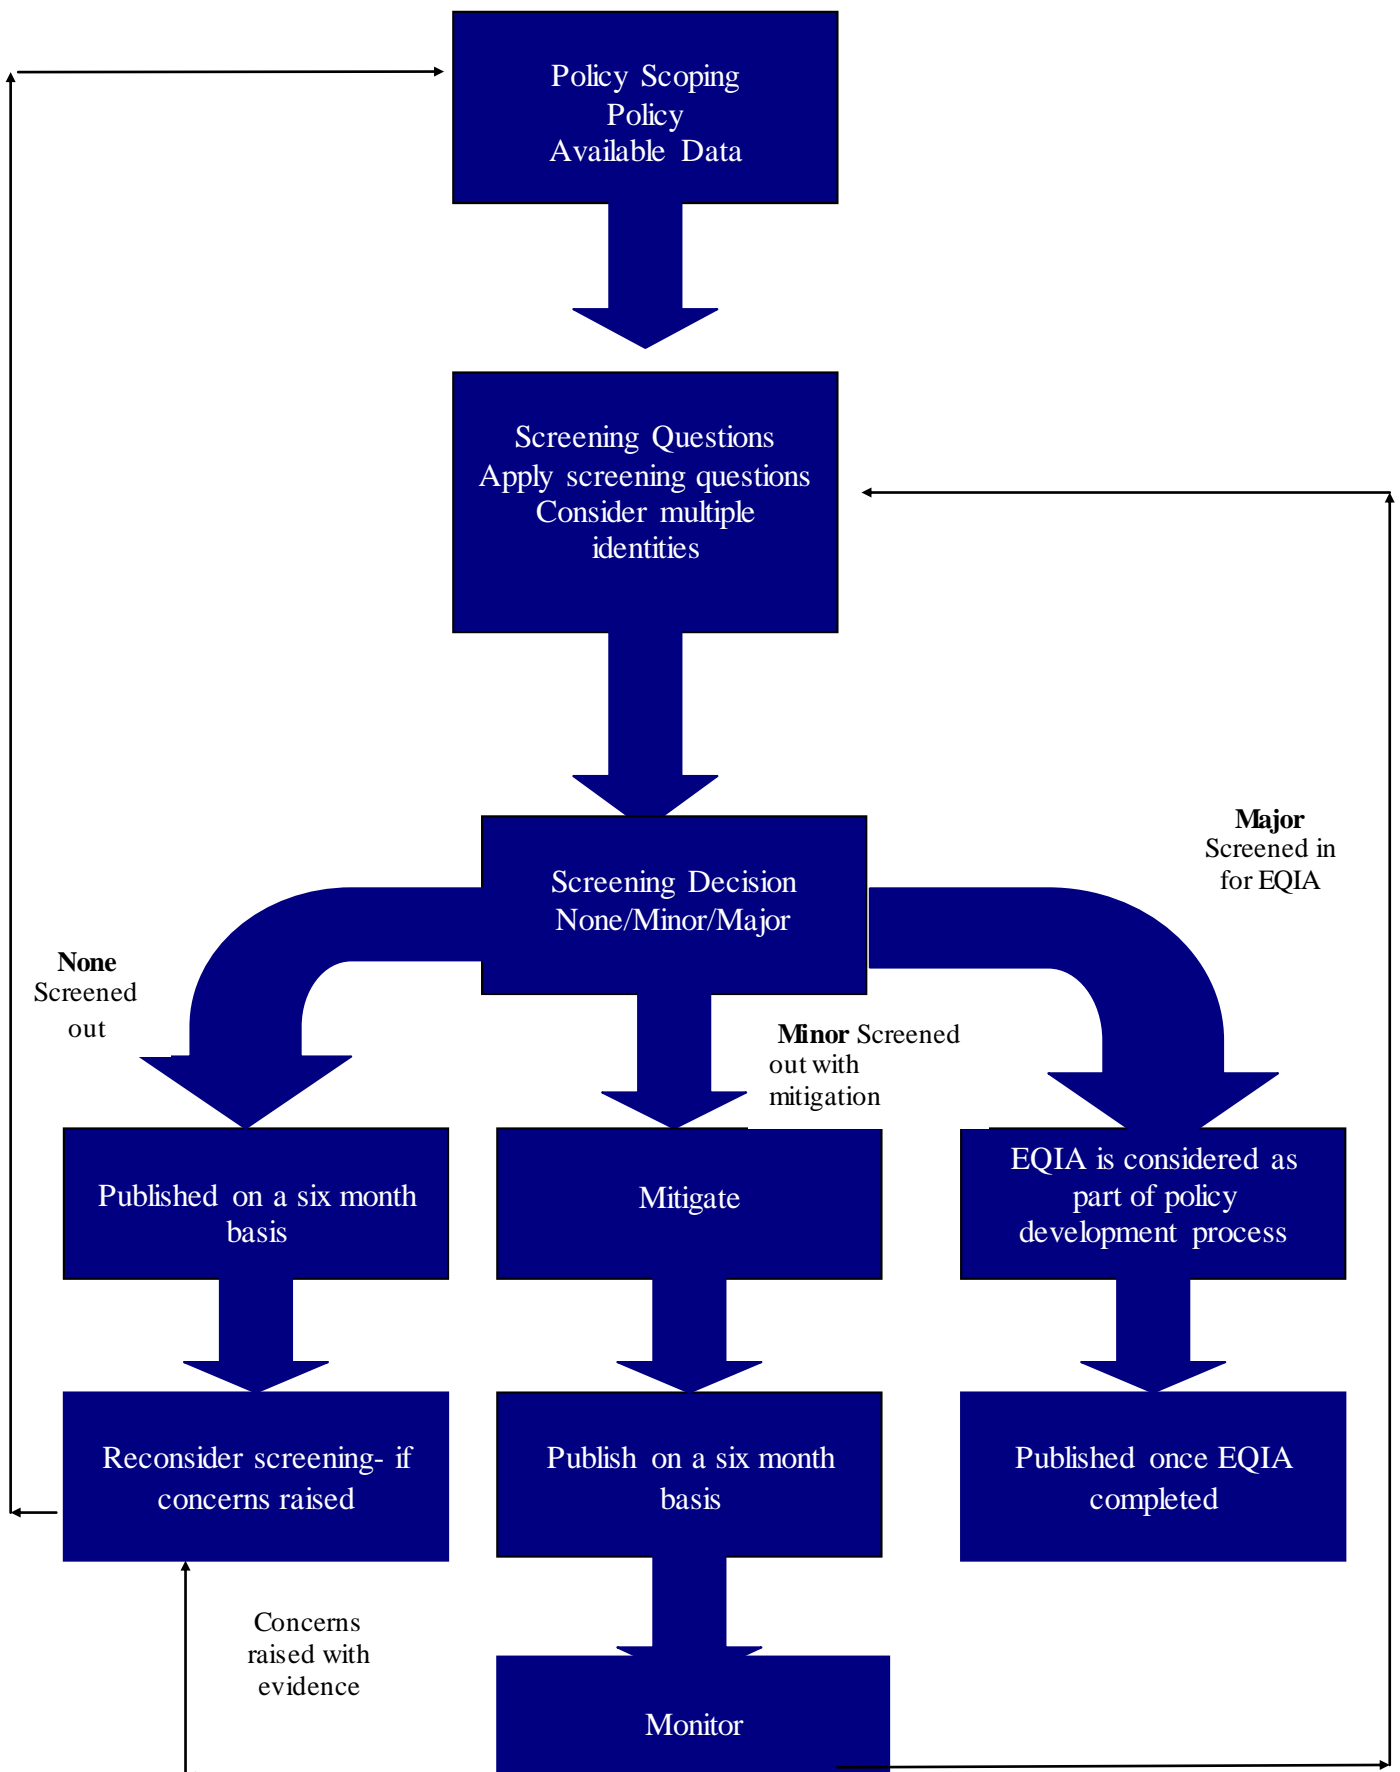 Policy Scoping
Policy
Available Data
Screening Questions
Apply screening questions
Consider multiple
identities
Screening Decision
None/Minor/Major
Major
Screened in
for EQIA
None
Screened
out
Minor Screened
out with
mitigation
Published on a six month
basis
Mitigate
EQIA is considered as
part of policy
development process
Reconsider screening- if
concerns raised
Publish on a six month
basis
Published once EQIA
completed
Concerns
raised with
evidence
Monitor